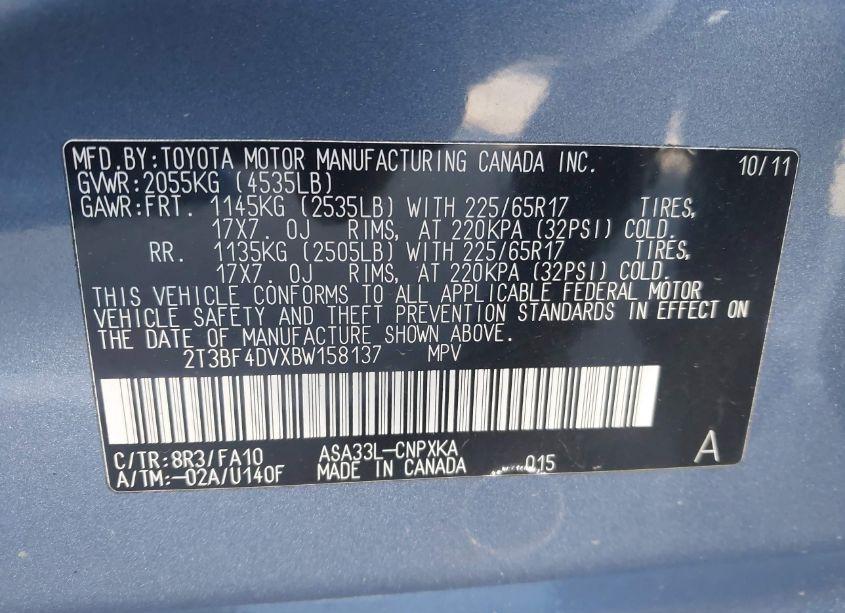 MFD.BY:TOYOTA MOTOR MANUFACTURING CANADA INC. 10/11
GVWR:2055KG (4535LB)
GAWR:FRT. 1145KG (2535LB) WITH 225/65R17 TIRES,
17X7.0J RIMS, AT 220KPA (32PSI) COLD.
RR. 1135KG (2505LB) WITH 225/65R17 TIRES,
17X7.0J RIMS, AT 220KPA (32PSI) COLD.
THIS VEHICLE CONFORMS TO ALL APPLICABLE FEDERAL MOTOR
VEHICLE SAFETY AND THEFT PREVENTION STANDARDS IN EFFECT ON
THE DATE OF MANUFACTURE SHOWN ABOVE.
2T3BF4DVXBW158137 MPV
C/TR:8R3/FA10 ASA33L-CNPXKA
A/TM:-02A/U140F MADE IN CANADA 015
A